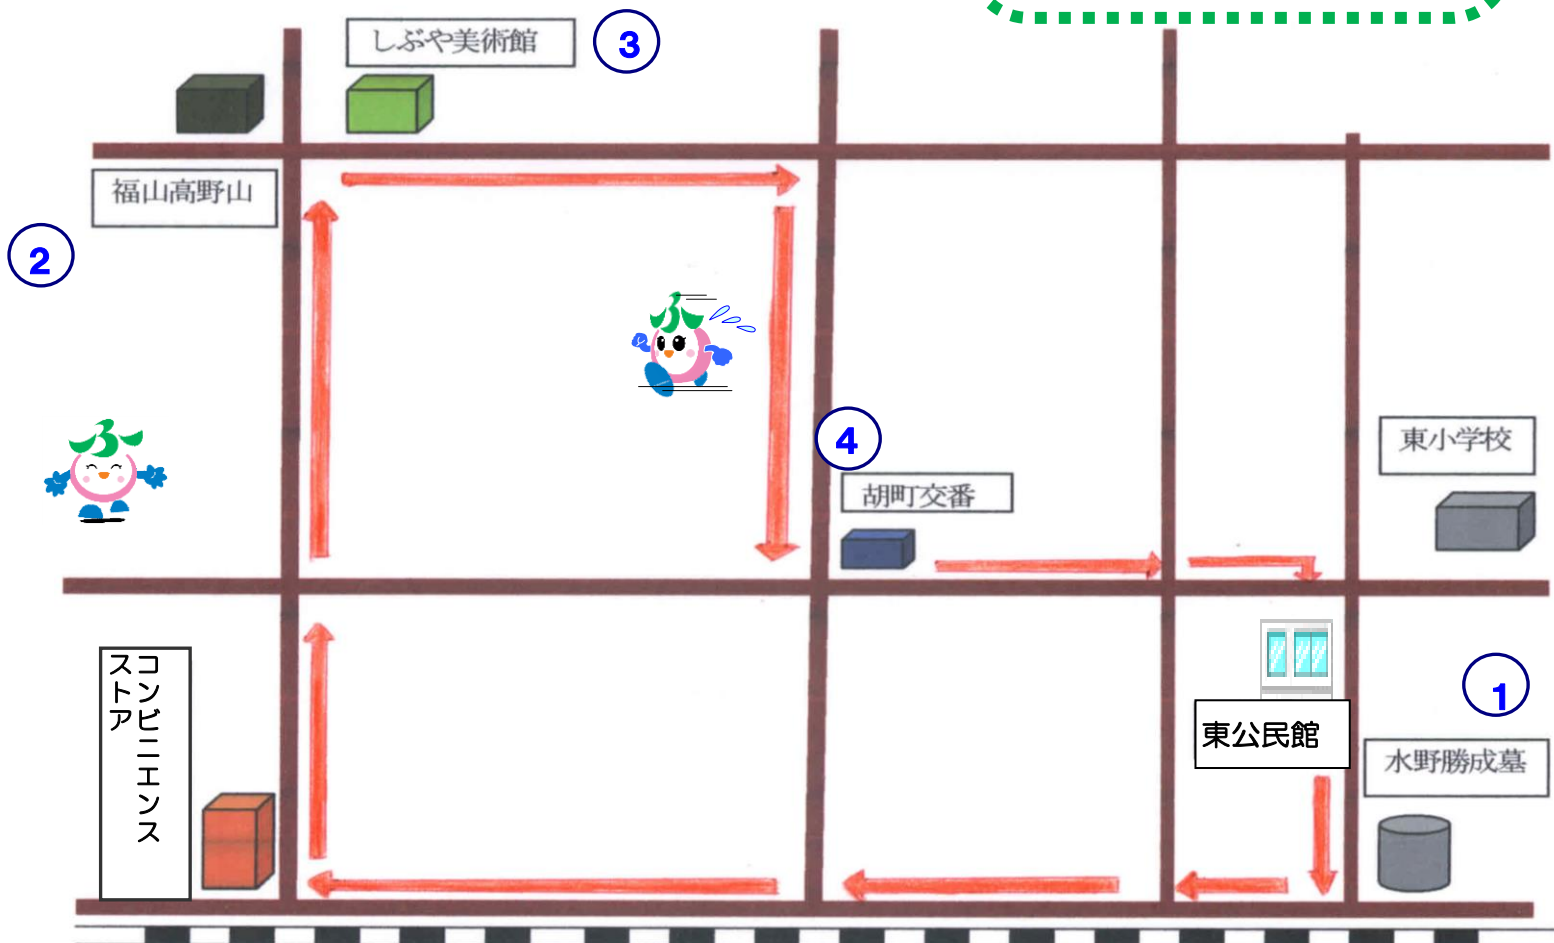 しぶや美術館
③
福山高野山
②
ふ
④
胡町交番
東小学校
ふ
コンビニエンス
ストア
東公民館
①
水野勝成墓